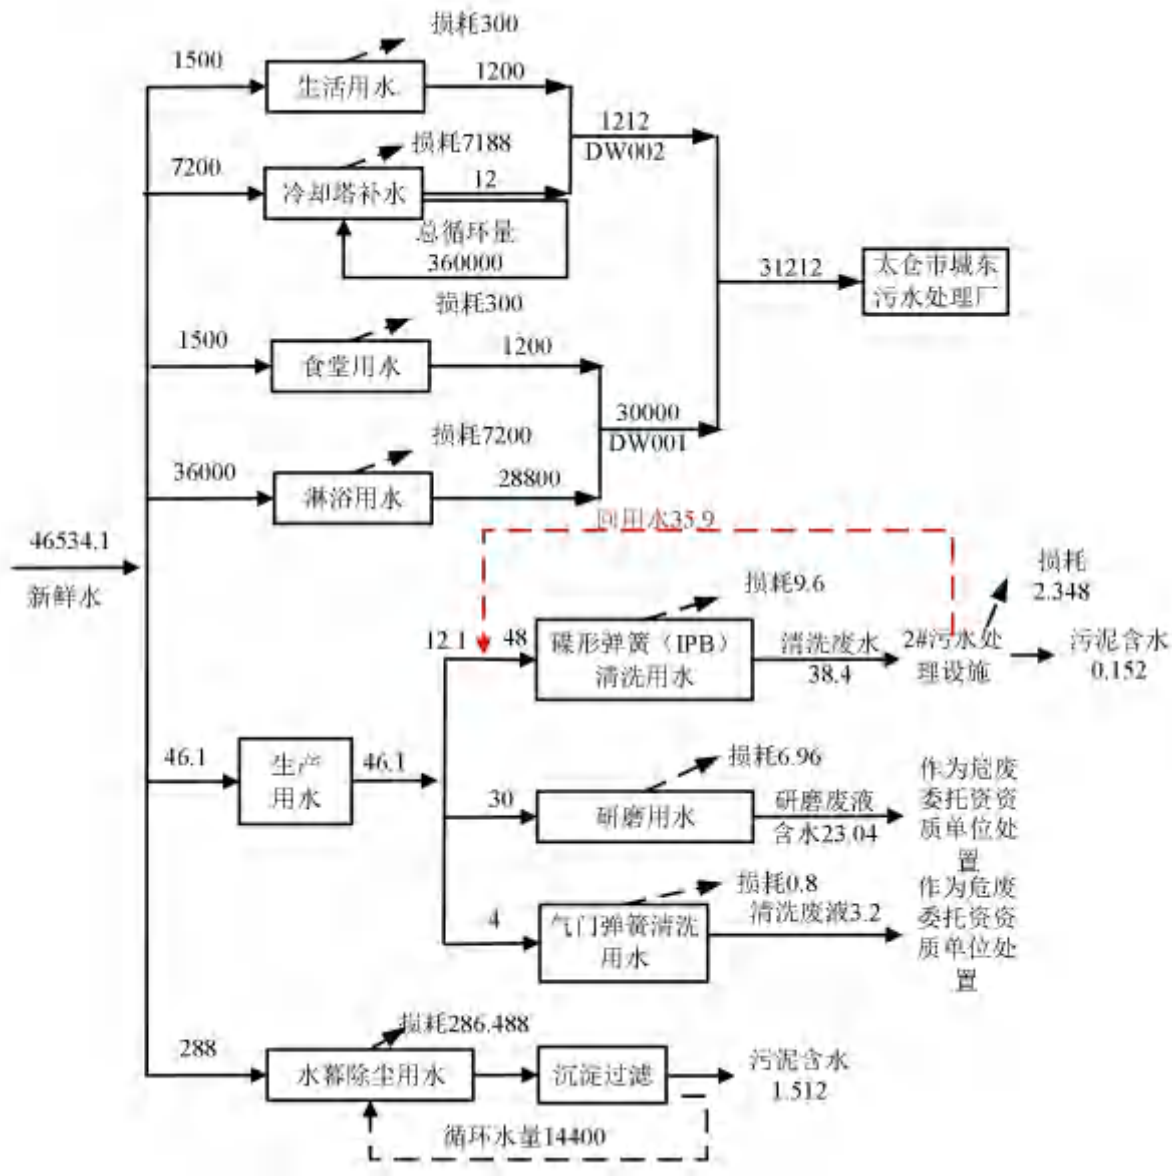 损耗300
1500
生活用水
1200
1212
DW002
损耗7188
7200
冷却塔补水
12
总循环量
360000
31212
太仓市城东
污水处理厂
损耗300
1500
食堂用水
1200
30000
DW001
损耗7200
36000
淋浴用水
28800
46534.1
新鲜水
回用水35.9
损耗
2.348
损耗9.6
12.1
48
碟形弹簧（IPB）
清洗用水
清洗废水
38.4
2#污水处
理设施
污泥含水
0.152
46.1
生产
用水
46.1
损耗6.96
30
研磨用水
研磨废液
含水23.04
作为危废
委托资资
质单位处
置
损耗0.8
4
气门弹簧清洗
用水
清洗废液3.2
作为危废
委托资资
质单位处
置
损耗286.488
288
水幕除尘用水
沉淀过滤
污泥含水
1.512
循环水量14400